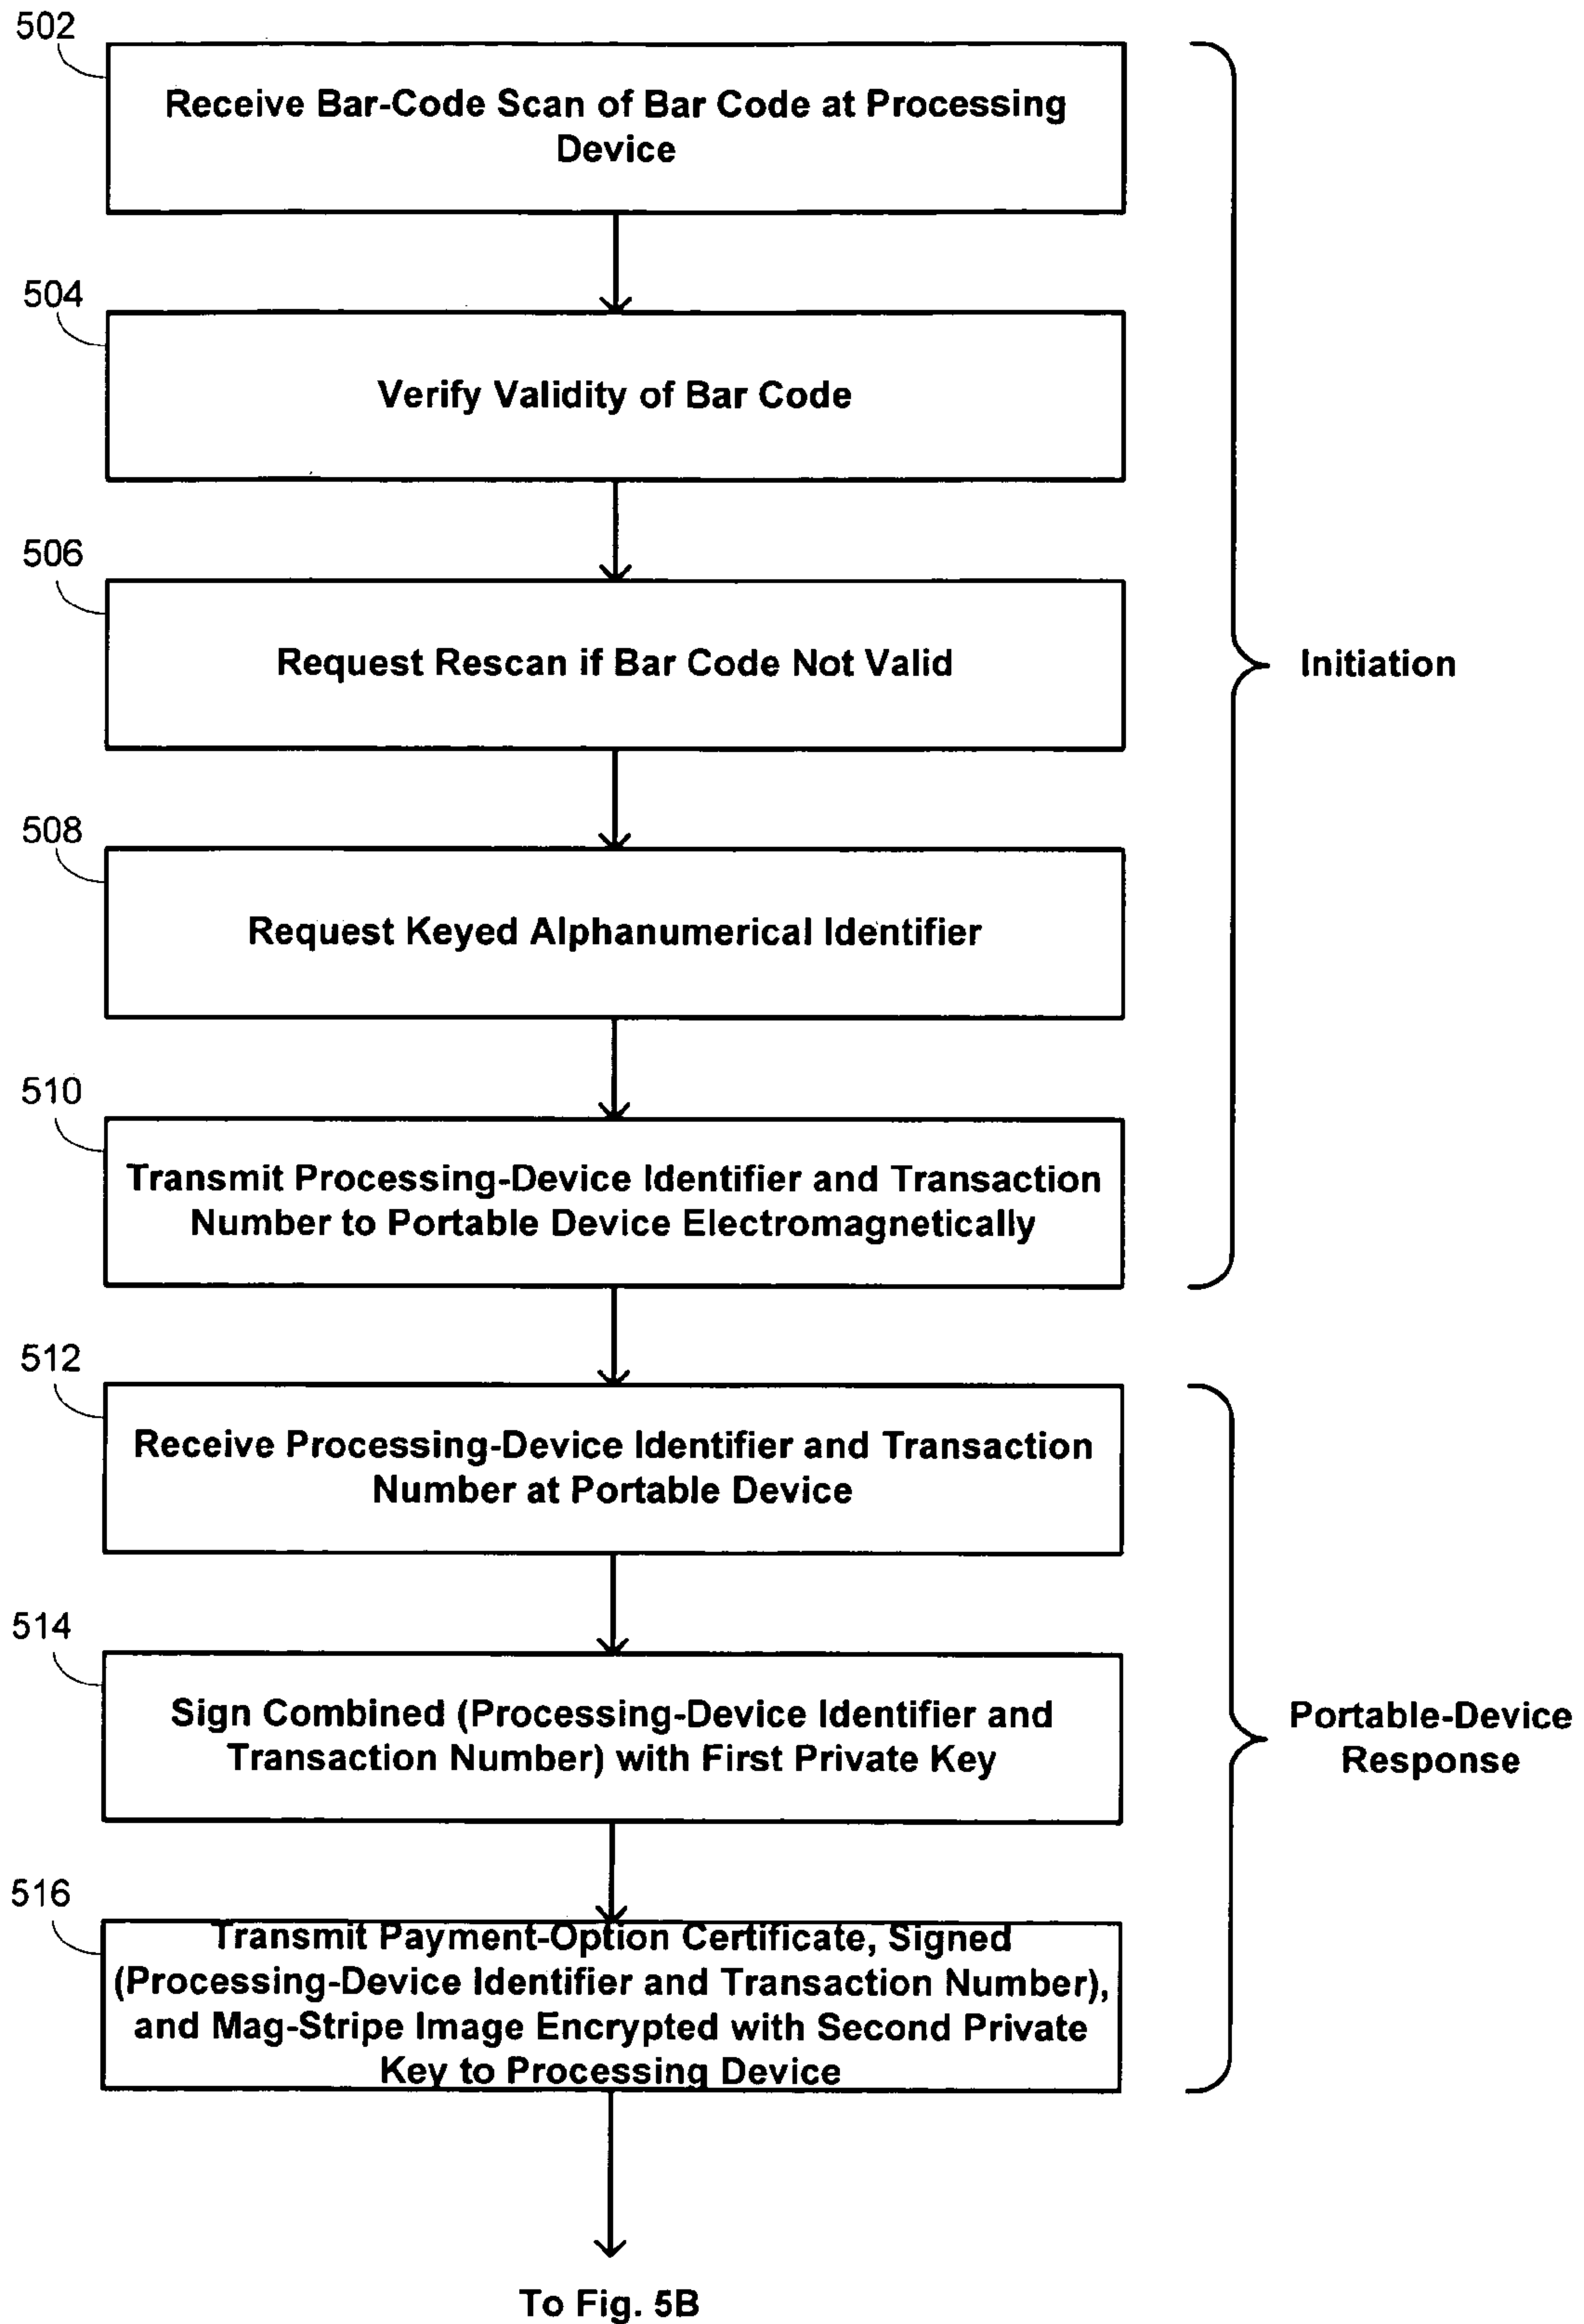 502
Receive Bar-Code Scan of Bar Code at Processing
Device
504
Verify Validity of Bar Code
506
Request Rescan if Bar Code Not Valid
Initiation
508
Request Keyed Alphanumerical Identifier
510
Transmit Processing-Device Identifier and Transaction
Number to Portable Device Electromagnetically
512
Receive Processing-Device Identifier and Transaction
Number at Portable Device
514
Sign Combined (Processing-Device Identifier and
Transaction Number) with First Private Key
Portable-Device
Response
516
Transmit Payment-Option Certificate, Signed
(Processing-Device Identifier and Transaction Number),
and Mag-Stripe Image Encrypted with Second Private
Key to Processing Device
To Fig. 5B